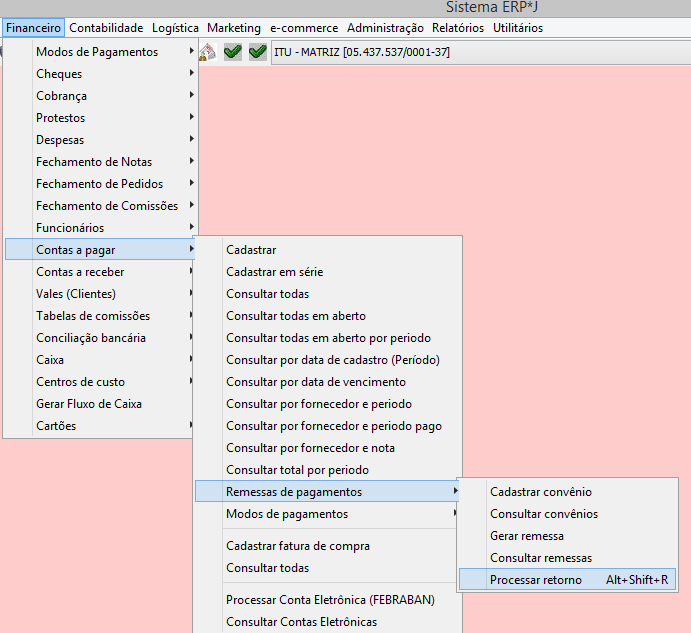 Sistema ERP*J
Financeiro Contabilidade Logística Marketing e-commerce Administração Relatórios Utilitários
ITU - MATRIZ [05.437.537/0001-37]
Modos de Pagamentos
Cheques
Cobrança
Protestos
Despesas
Fechamento de Notas
Fechamento de Pedidos
Fechamento de Comissões
Funcionários
Contas a pagar
Contas a receber
Vales (Clientes)
Tabelas de comissões
Conciliação bancária
Caixa
Centros de custo
Gerar Fluxo de Caixa
Cartões
Cadastrar
Cadastrar em série
Consultar todas
Consultar todas em aberto
Consultar todas em aberto por periodo
Consultar por data de cadastro (Período)
Consultar por data de vencimento
Consultar por fornecedor e periodo
Consultar por fornecedor e periodo pago
Consultar por fornecedor e nota
Consultar total por periodo
Remessas de pagamentos
Modos de pagamentos
Cadastrar fatura de compra
Consultar todas
Processar Conta Eletrônica (FEBRABAN)
Consultar Contas Eletrônicas
Cadastrar convênio
Consultar convênios
Gerar remessa
Consultar remessas
Processar retorno Alt+Shift+R